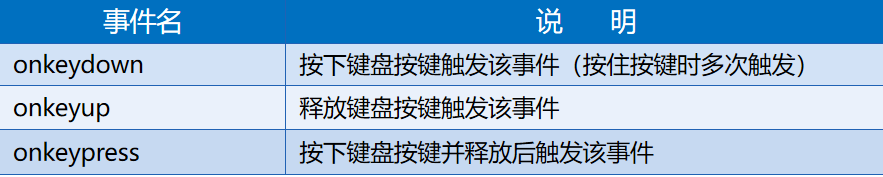 事件名 说 明
onkeydown 按下键盘按键触发该事件（按住按键时多次触发）
onkeyup 释放键盘按键触发该事件
onkeypress 按下键盘按键并释放后触发该事件